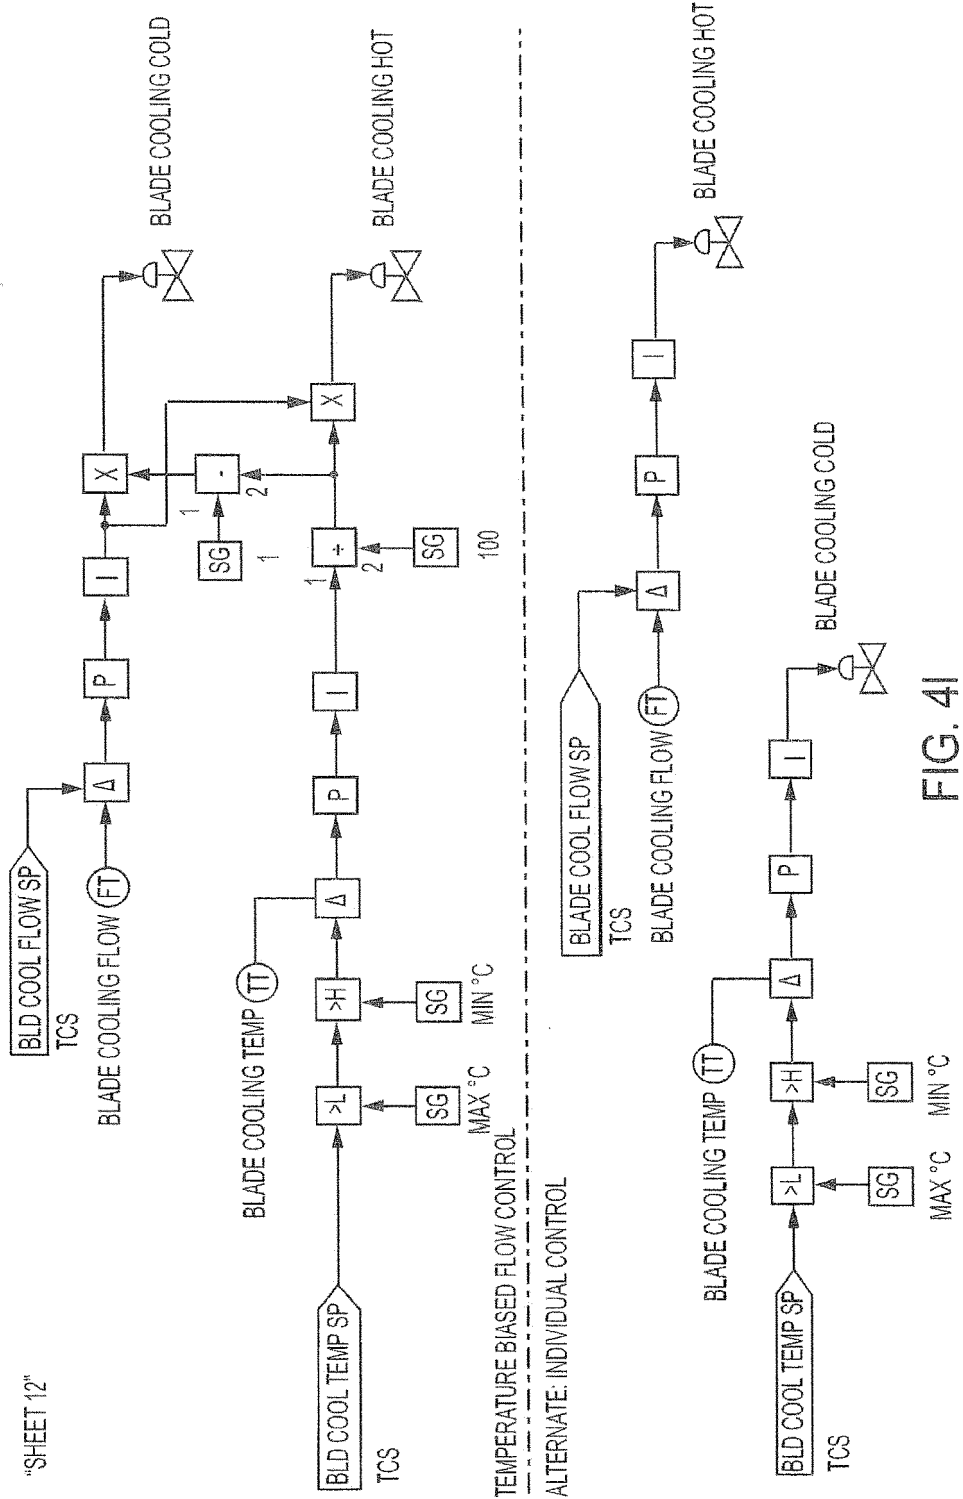 "SHEET 12"
BLD COOL FLOW SP
TCS
BLADE COOLING FLOW
FT
Δ
P
I
X
BLADE COOLING COLD
SG
1
1
-
2
BLD COOL TEMP SP
TCS
>L
SG
MAX °C
>H
SG
MIN °C
BLADE COOLING TEMP
TT
Δ
P
I
1
÷
2
SG
100
X
BLADE COOLING HOT
TEMPERATURE BIASED FLOW CONTROL
ALTERNATE: INDIVIDUAL CONTROL
BLADE COOL FLOW SP
TCS
BLADE COOLING FLOW
FT
Δ
P
I
BLADE COOLING HOT
BLD COOL TEMP SP
TCS
>L
SG
MAX °C
>H
SG
MIN °C
BLADE COOLING TEMP
TT
Δ
P
I
BLADE COOLING COLD
FIG. 4I